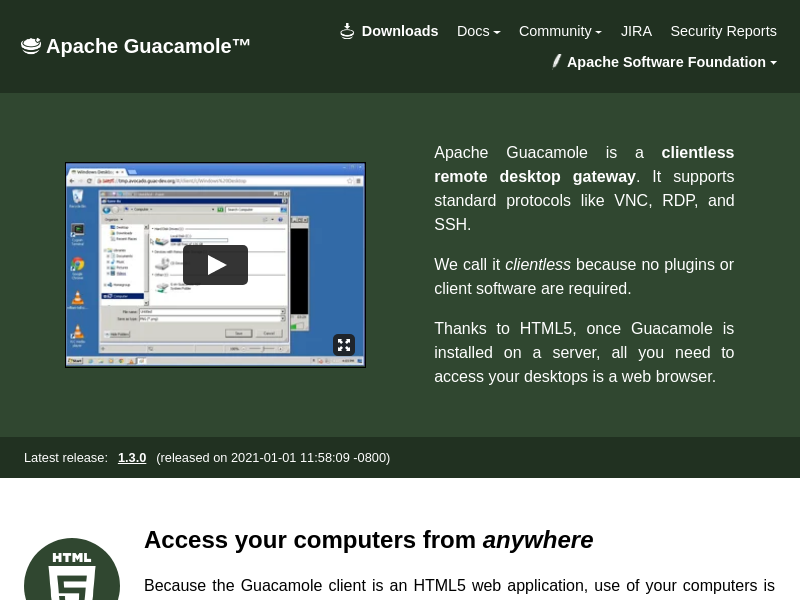 Apache Guacamole™
Downloads Docs Community JIRA Security Reports
Apache Software Foundation
Apache Guacamole is a clientless
remote desktop gateway. It supports
standard protocols like VNC, RDP, and
SSH.
We call it clientless because no plugins or
client software are required.
Thanks to HTML5, once Guacamole is
installed on a server, all you need to
access your desktops is a web browser.
Latest release: 1.3.0 (released on 2021-01-01 11:58:09 -0800)
HTML
Access your computers from anywhere
Because the Guacamole client is an HTML5 web application, use of your computers is